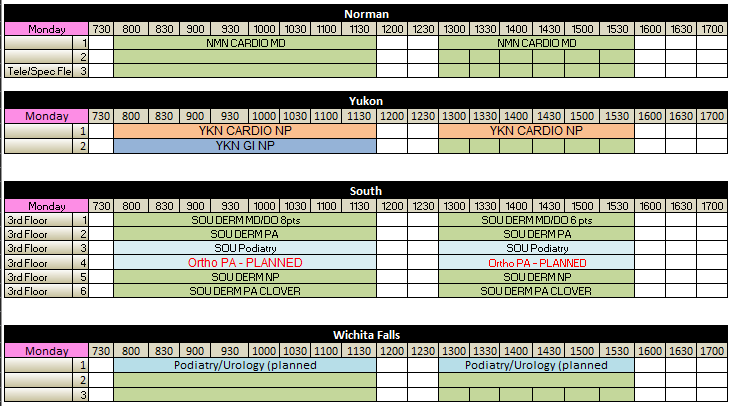 Norman
Monday 730 800 830 900 930 1000 1030 1100 1130 1200 1230 1300 1330 1400 1430 1500 1530 1600 1630 1700
1 NMN CARDIO MD NMN CARDIO MD
2
Tele/Spec Fle 3
Yukon
Monday 730 800 830 900 930 1000 1030 1100 1130 1200 1230 1300 1330 1400 1430 1500 1530 1600 1630 1700
1 YKN CARDIO NP YKN CARDIO NP
2 YKN GI NP
South
Monday 730 800 830 900 930 1000 1030 1100 1130 1200 1230 1300 1330 1400 1430 1500 1530 1600 1630 1700
3rd Floor 1 SOU DERM MD/DO 8pts SOU DERM MD/DO 6 pts
3rd Floor 2 SOU DERM PA SOU DERM PA
3rd Floor 3 SOU Podiatry SOU Podiatry
3rd Floor 4 Ortho PA - PLANNED Ortho PA - PLANNED
3rd Floor 5 SOU DERM NP SOU DERM NP
3rd Floor 6 SOU DERM PA CLOVER SOU DERM PA CLOVER
Wichita Falls
Monday 730 800 830 900 930 1000 1030 1100 1130 1200 1230 1300 1330 1400 1430 1500 1530 1600 1630 1700
1 Podiatry/Urology (planned Podiatry/Urology (planned
2
3